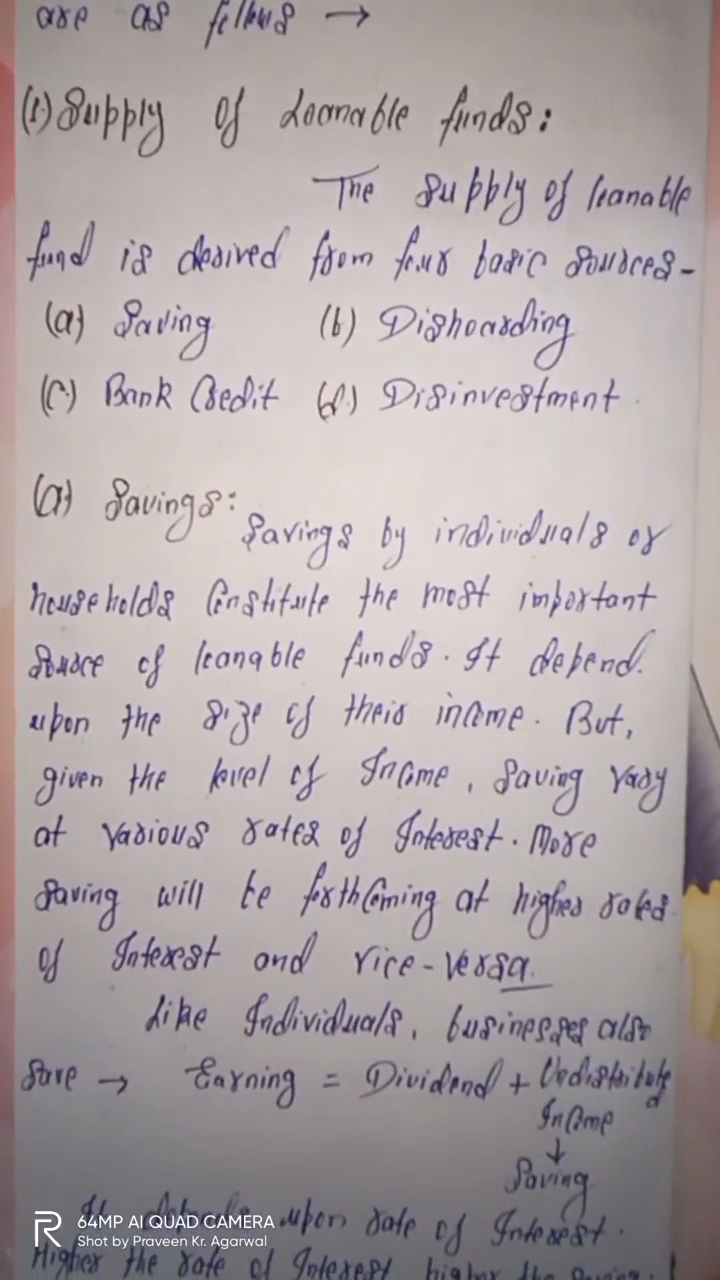 are as follows →
(1) Supply of Loanable funds:
The supply of loanable
fund is derived from four basic sources-
(a) Saving (b) Dishoarding
(c) Bank Credit (d) Disinvestment.
(a) Savings:
Savings by individuals or
households Constitute the most important
source of loanable funds. It depend
upon the size of their income. But,
given the level of Income, Saving vary
at various rates of Interest. More
saving will be forthcoming at higher rates
of Interest and vice-versa.
Like Individuals, businesses also
save → Earning = Dividend + Undistributed
Income
↓
Saving
It depends upon rate of Interest.
Higher the rate of Interest higher the Saving
64MP AI QUAD CAMERA
Shot by Praveen Kr. Agarwal